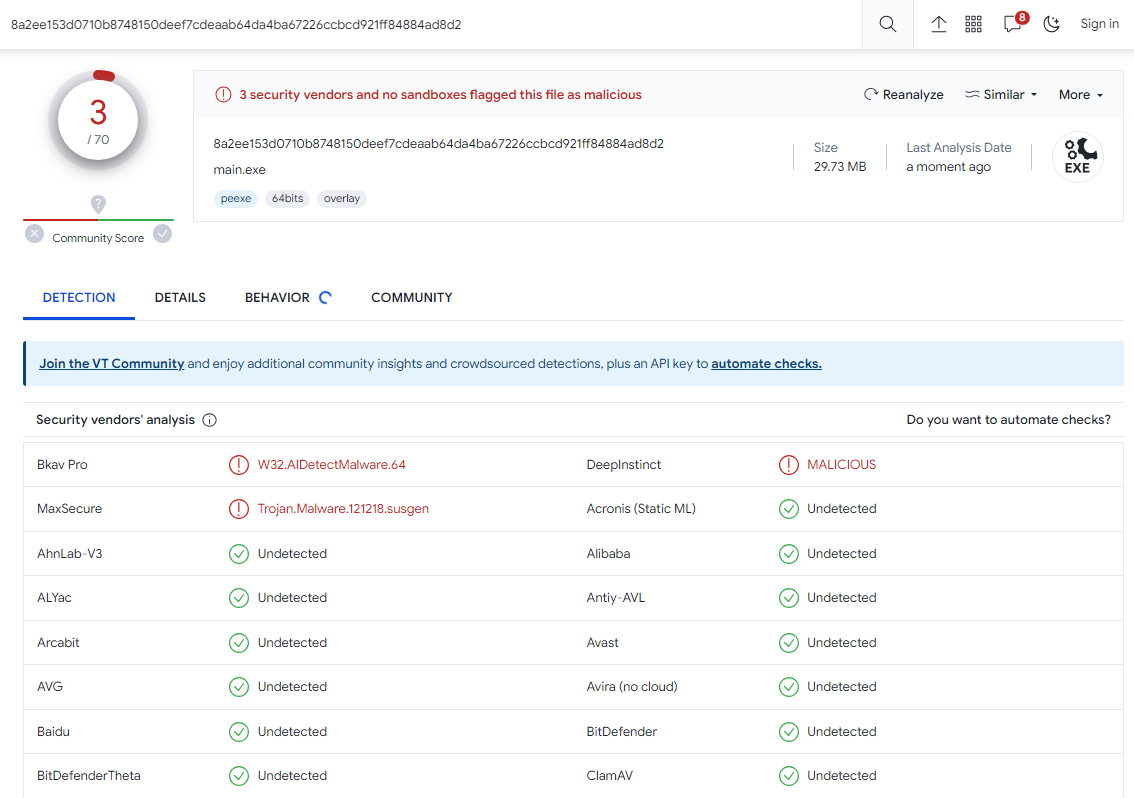 8a2ee153d0710b8748150deef7cdeaab64da4ba67226ccbcd921ff84884ad8d2
8
Sign in
3
/ 70
Community Score
3 security vendors and no sandboxes flagged this file as malicious
Reanalyze
Similar
More
8a2ee153d0710b8748150deef7cdeaab64da4ba67226ccbcd921ff84884ad8d2
main.exe
peexe
64bits
overlay
Size
29.73 MB
Last Analysis Date
a moment ago
EXE
DETECTION
DETAILS
BEHAVIOR
COMMUNITY
Join the VT Community and enjoy additional community insights and crowdsourced detections, plus an API key to automate checks.
Security vendors' analysis
Do you want to automate checks?
Bkav Pro
W32.AIDetectMalware.64
DeepInstinct
MALICIOUS
MaxSecure
Trojan.Malware.121218.susgen
Acronis (Static ML)
Undetected
AhnLab-V3
Undetected
Alibaba
Undetected
ALYac
Undetected
Antiy-AVL
Undetected
Arcabit
Undetected
Avast
Undetected
AVG
Undetected
Avira (no cloud)
Undetected
Baidu
Undetected
BitDefender
Undetected
BitDefenderTheta
Undetected
ClamAV
Undetected